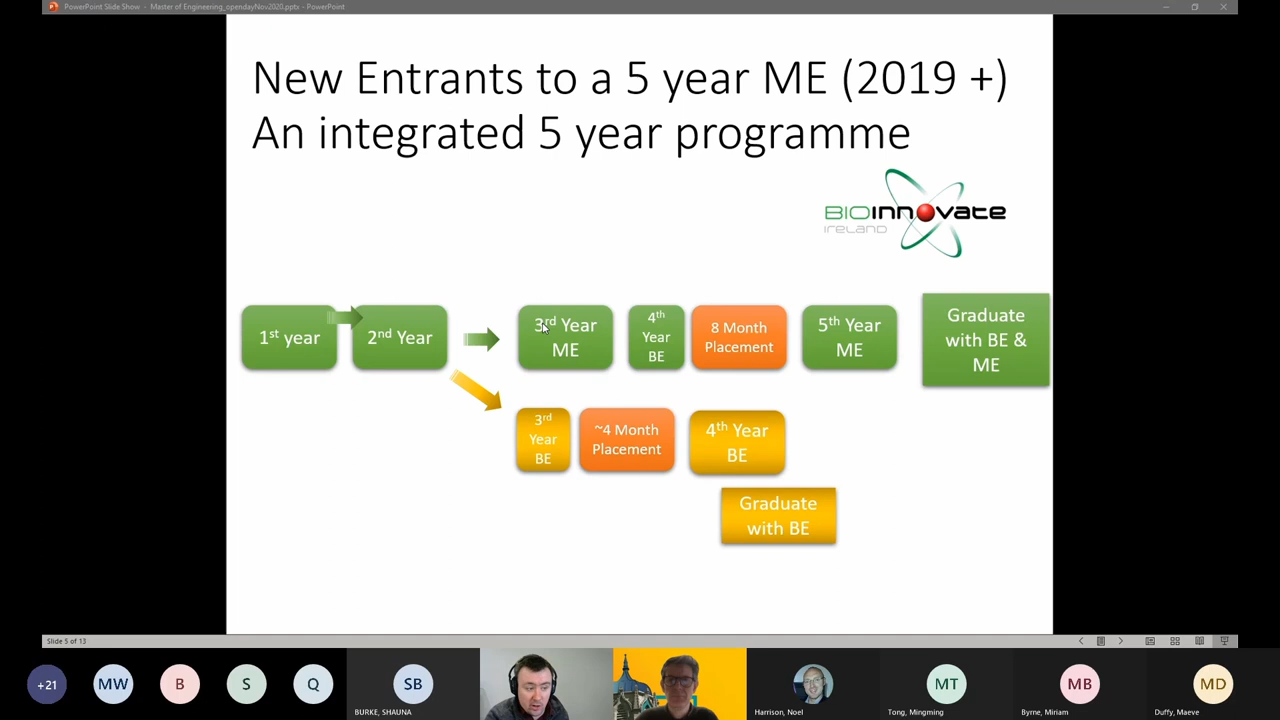 PowerPoint Slide Show - Master of Engineering_opendayNov2020.pptx - PowerPoint
New Entrants to a 5 year ME (2019 +)
An integrated 5 year programme
BIOINNOVATE
IRELAND
1st year
2nd Year
3rd Year
ME
4th
Year
BE
8 Month
Placement
5th Year
ME
Graduate
with BE &
ME
3rd
Year
BE
~4 Month
Placement
4th Year
BE
Graduate
with BE
Slide 5 of 13
+21
MW
B
S
Q
SB
BURKE, SHAUNA
Harrison, Noel
MT
Tong, Mingming
MB
Byrne, Miriam
MD
Duffy, Maeve